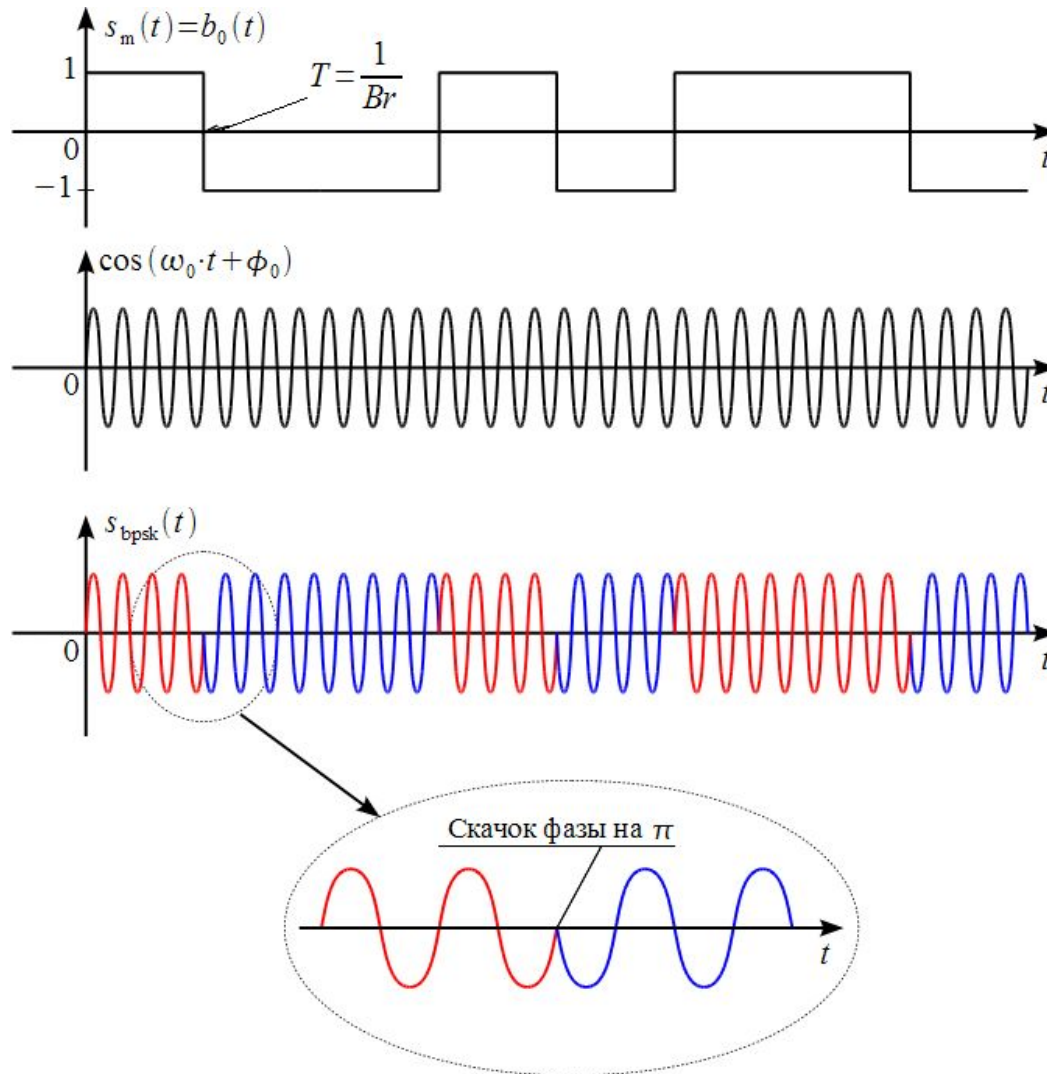 s_m(t)=b_0(t)
1
T=1/Br
0
t
−1
cos(ω_0·t+ϕ_0)
0
t
s_bpsk(t)
0
t
Скачок фазы на π
t